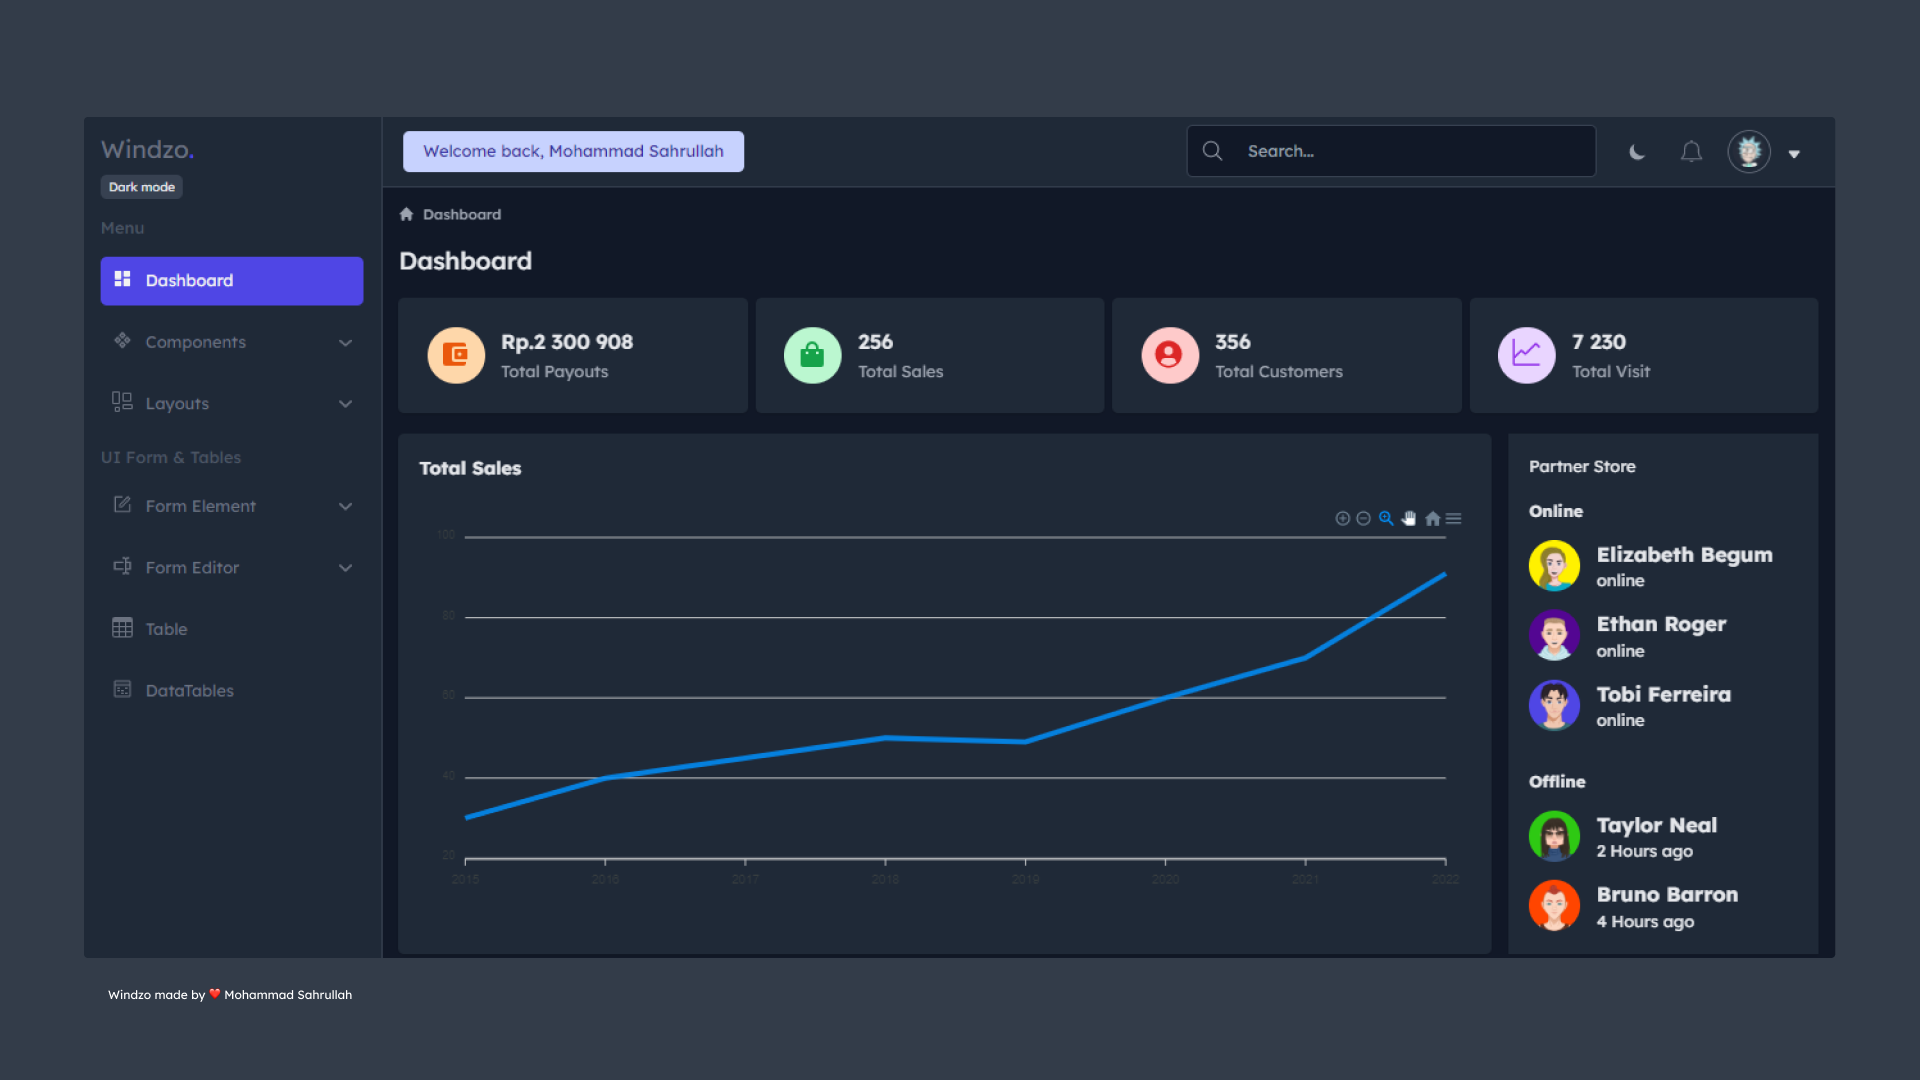 Windzo.
Dark mode
Menu
Dashboard
Components
Layouts
UI Form & Tables
Form Element
Form Editor
Table
DataTables
Welcome back, Mohammad Sahrullah
Search...
Dashboard
Dashboard
Rp.2 300 908
Total Payouts
256
Total Sales
356
Total Customers
7 230
Total Visit
Total Sales
100
80
60
40
20
2015 2016 2017 2018 2019 2020 2021 2022
Partner Store
Online
Elizabeth Begum
online
Ethan Roger
online
Tobi Ferreira
online
Offline
Taylor Neal
2 Hours ago
Bruno Barron
4 Hours ago
Windzo made by ❤️ Mohammad Sahrullah